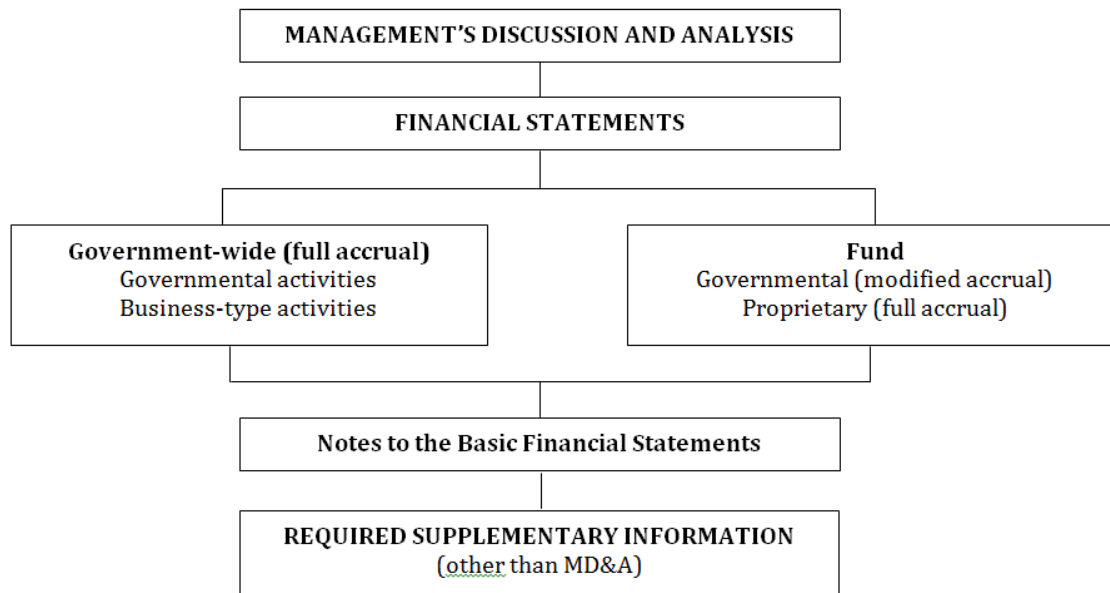 MANAGEMENT’S DISCUSSION AND ANALYSIS
FINANCIAL STATEMENTS
Government-wide (full accrual)
Governmental activities
Business-type activities
Fund
Governmental (modified accrual)
Proprietary (full accrual)
Notes to the Basic Financial Statements
REQUIRED SUPPLEMENTARY INFORMATION
(other than MD&A)